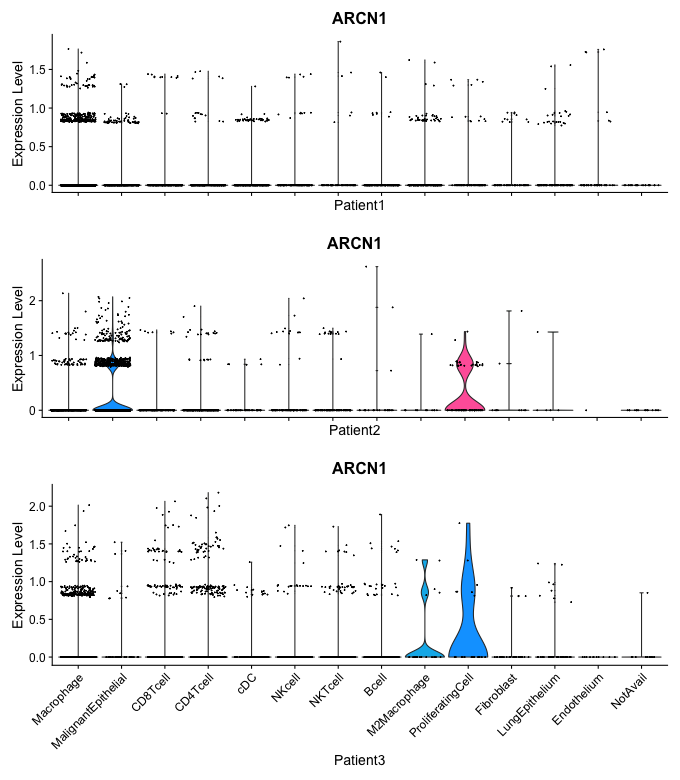 ARCN1
Expression Level
1.5
1.0
0.5
0.0
Patient1
ARCN1
Expression Level
2
1
0
Patient2
ARCN1
Expression Level
2.0
1.5
1.0
0.5
0.0
Macrophage
MalignantEpithelial
CD8Tcell
CD4Tcell
cDC
NKcell
NKTcell
Bcell
M2Macrophage
ProliferatingCell
Fibroblast
LungEpithelium
Endothelium
NotAvail
Patient3